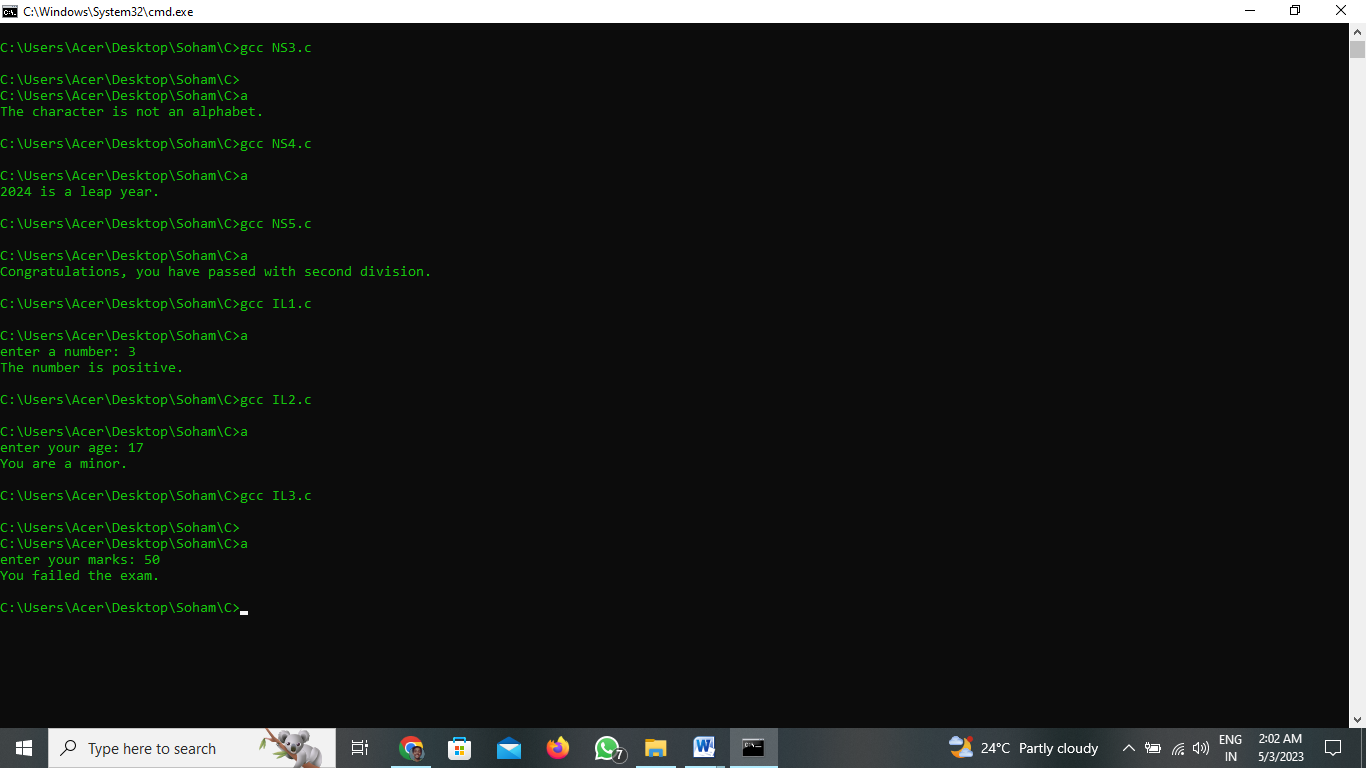 C:\Windows\System32\cmd.exe
C:\Users\Acer\Desktop\Soham\C>gcc NS3.c
C:\Users\Acer\Desktop\Soham\C>
C:\Users\Acer\Desktop\Soham\C>a
The character is not an alphabet.
C:\Users\Acer\Desktop\Soham\C>gcc NS4.c
C:\Users\Acer\Desktop\Soham\C>a
2024 is a leap year.
C:\Users\Acer\Desktop\Soham\C>gcc NS5.c
C:\Users\Acer\Desktop\Soham\C>a
Congratulations, you have passed with second division.
C:\Users\Acer\Desktop\Soham\C>gcc IL1.c
C:\Users\Acer\Desktop\Soham\C>a
enter a number: 3
The number is positive.
C:\Users\Acer\Desktop\Soham\C>gcc IL2.c
C:\Users\Acer\Desktop\Soham\C>a
enter your age: 17
You are a minor.
C:\Users\Acer\Desktop\Soham\C>gcc IL3.c
C:\Users\Acer\Desktop\Soham\C>
C:\Users\Acer\Desktop\Soham\C>a
enter your marks: 50
You failed the exam.
C:\Users\Acer\Desktop\Soham\C>
Type here to search
7
W
24°C Partly cloudy
ENG
IN
2:02 AM
5/3/2023